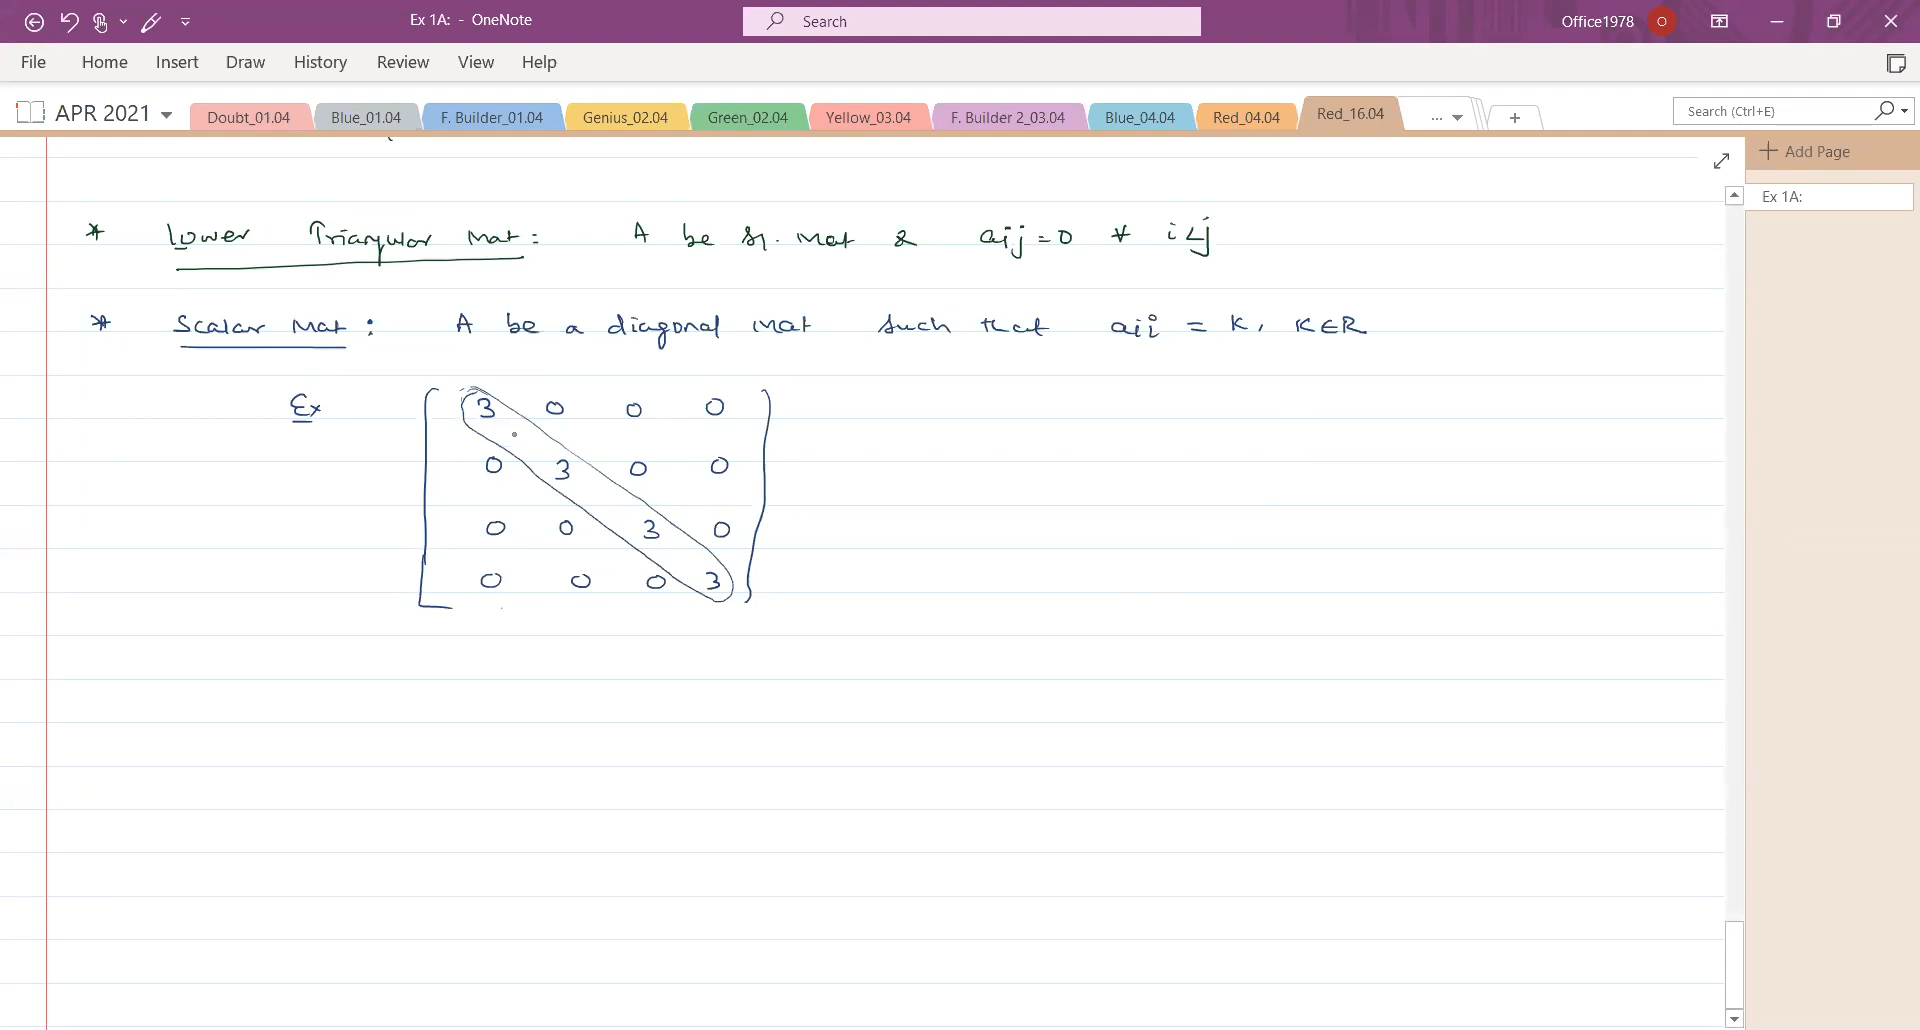 Ex 1A: - OneNote
Search
Office1978
O
File Home Insert Draw History Review View Help
APR 2021
Doubt_01.04 Blue_01.04 F. Builder_01.04 Genius_02.04 Green_02.04 Yellow_03.04 F. Builder 2_03.04 Blue_04.04 Red_04.04 Red_16.04 ... +
Search (Ctrl+E)
Add Page
Ex 1A:
* Lower Triangular Mat: A be sq. mat & aij = 0 ∀ i<j
* Scalar Mat: A be a diagonal mat such that aii = K, K∈R
Ex
3 0 0 0
0 3 0 0
0 0 3 0
0 0 0 3